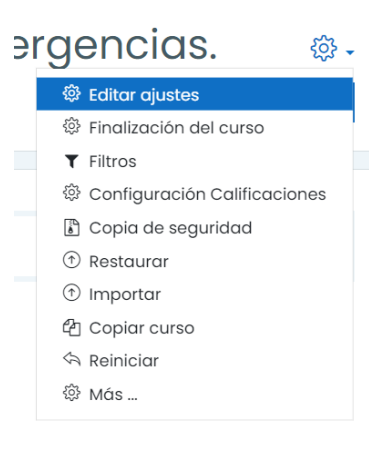 ergencias.
Editar ajustes
Finalización del curso
Filtros
Configuración Calificaciones
Copia de seguridad
Restaurar
Importar
Copiar curso
Reiniciar
Más ...